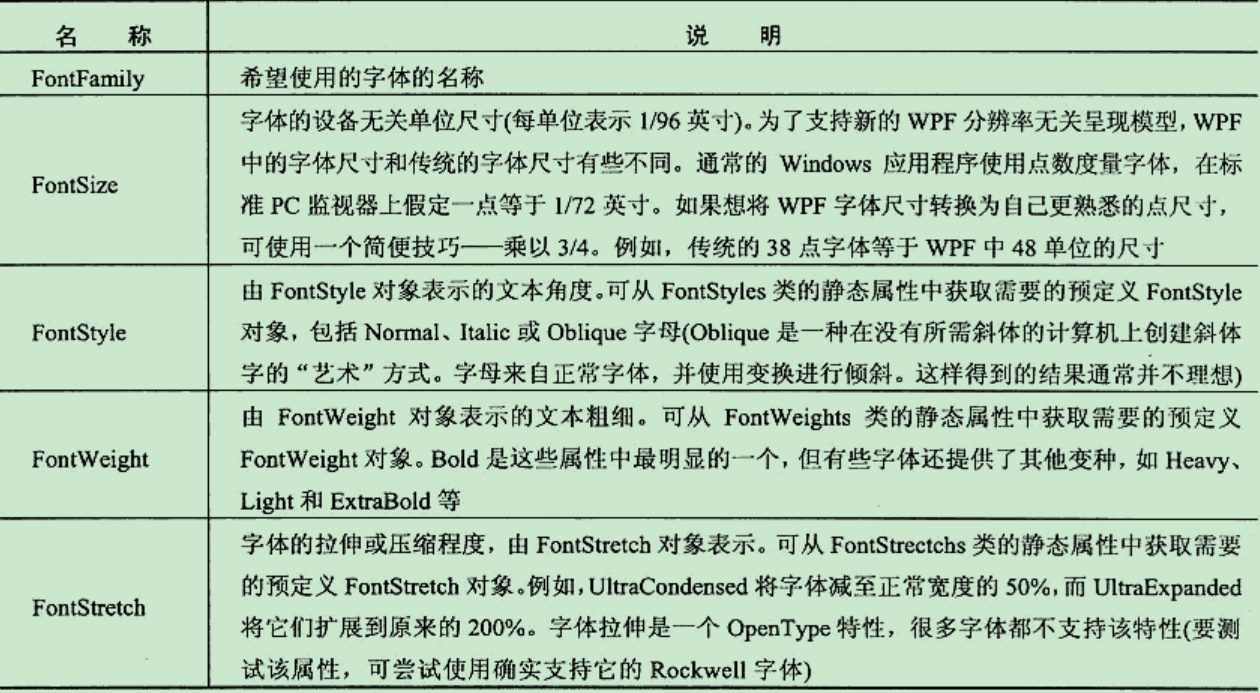 名 称 说 明
FontFamily 希望使用的字体的名称
字体的设备无关单位尺寸(每单位表示 1/96 英寸)。为了支持新的 WPF 分辨率无关呈现模型，WPF
中的字体尺寸和传统的字体尺寸有些不同。通常的 Windows 应用程序使用点数度量字体，在标
FontSize
准 PC 监视器上假定一点等于 1/72 英寸。如果想将 WPF 字体尺寸转换为自己更熟悉的点尺寸，
可使用一个简便技巧——乘以 3/4。例如，传统的 38 点字体等于 WPF 中 48 单位的尺寸
由 FontStyle 对象表示的文本角度。可从 FontStyles 类的静态属性中获取需要的预定义 FontStyle
FontStyle 对象，包括 Normal、Italic 或 Oblique 字母(Oblique 是一种在没有所需斜体的计算机上创建斜体
字的“艺术”方式。字母来自正常字体，并使用变换进行倾斜。这样得到的结果通常并不理想)
由 FontWeight 对象表示的文本粗细。可从 FontWeights 类的静态属性中获取需要的预定义
FontWeight FontWeight 对象。Bold 是这些属性中最明显的一个，但有些字体还提供了其他变种，如 Heavy、
Light 和 ExtraBold 等
字体的拉伸或压缩程度，由 FontStretch 对象表示。可从 FontStrectchs 类的静态属性中获取需要
的预定义 FontStretch 对象。例如，UltraCondensed 将字体减至正常宽度的 50%，而 UltraExpanded
FontStretch
将它们扩展到原来的 200%。字体拉伸是一个 OpenType 特性，很多字体都不支持该特性(要测
试该属性，可尝试使用确实支持它的 Rockwell 字体)